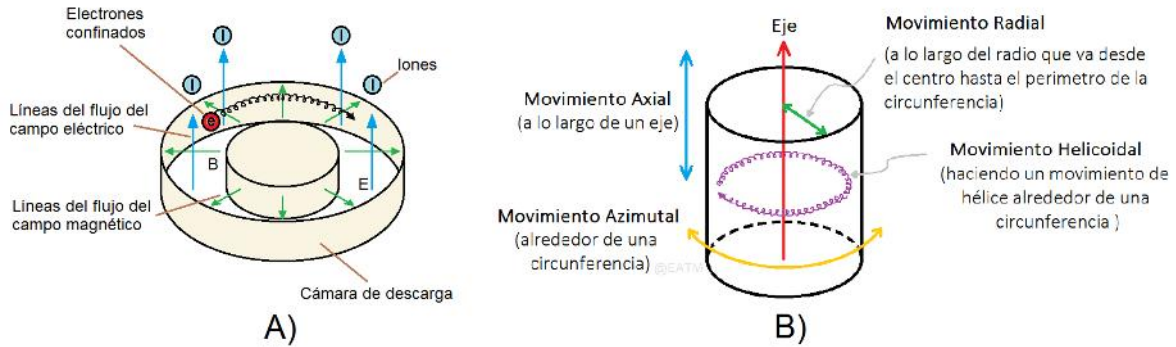 Electrones
confinados
I
I
I
I
Iones
e
Líneas del flujo del
campo eléctrico
B
E
Líneas del flujo del
campo magnético
Cámara de descarga
A)
Eje
Movimiento Radial
(a lo largo del radio que va desde
el centro hasta el perimetro de la
circunferencia)
Movimiento Axial
(a lo largo de un eje)
Movimiento Helicoidal
(haciendo un movimiento de
hélice alrededor de una
circunferencia )
Movimiento Azimutal
(alrededor de una
circunferencia)
@EATM
B)